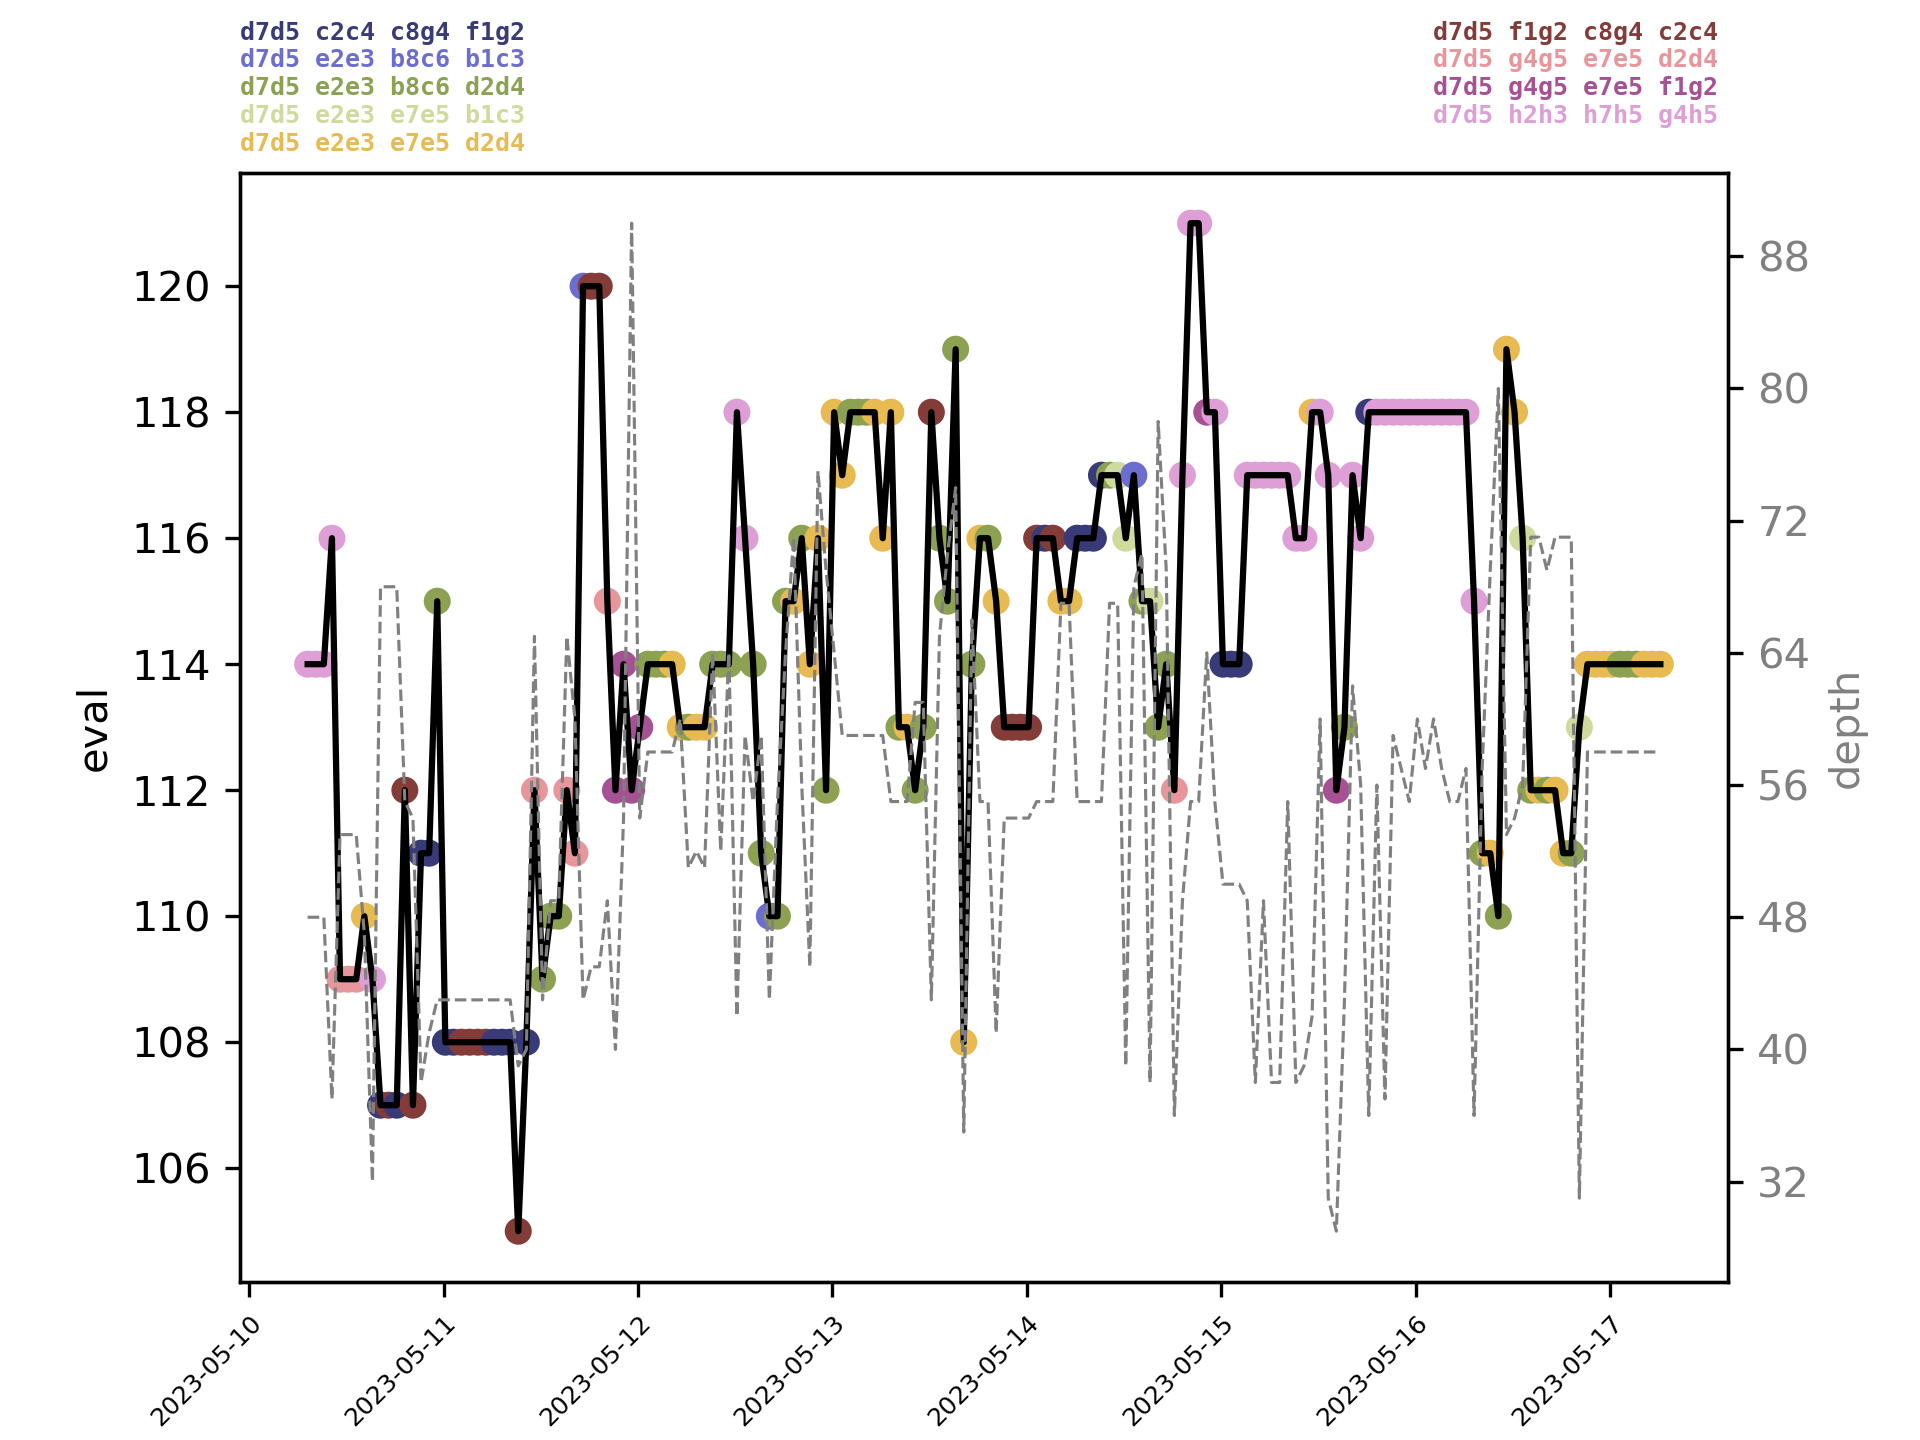 d7d5 c2c4 c8g4 f1g2
d7d5 e2e3 b8c6 b1c3
d7d5 e2e3 b8c6 d2d4
d7d5 e2e3 e7e5 b1c3
d7d5 e2e3 e7e5 d2d4
d7d5 f1g2 c8g4 c2c4
d7d5 g4g5 e7e5 d2d4
d7d5 g4g5 e7e5 f1g2
d7d5 h2h3 h7h5 g4h5
eval
120
118
116
114
112
110
108
106
88
80
72
64
56
48
40
32
depth
2023-05-10
2023-05-11
2023-05-12
2023-05-13
2023-05-14
2023-05-15
2023-05-16
2023-05-17